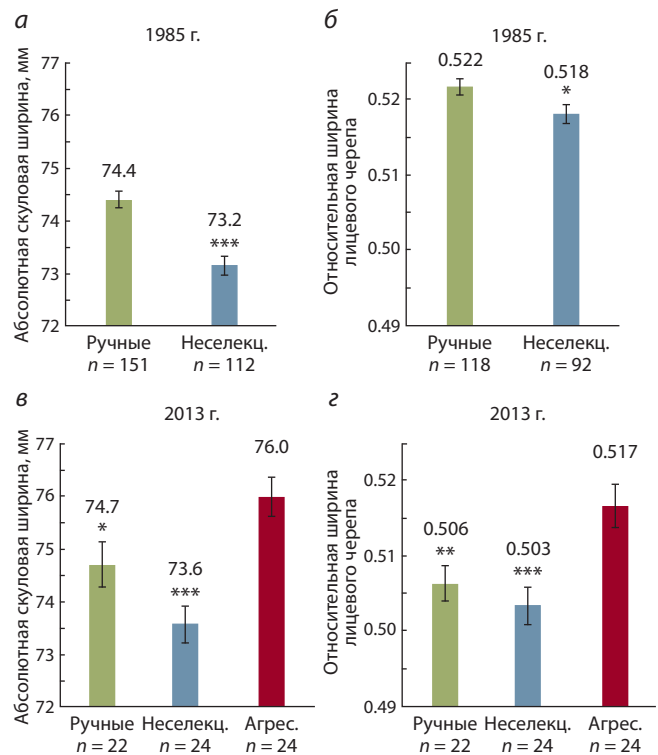 а
1985 г.
Абсолютная скуловая ширина, мм
77
76
75
74
73
72
74.4
73.2
***
Ручные
n = 151
Неселекц.
n = 112
б
1985 г.
Относительная ширина
лицевого черепа
0.52
0.51
0.50
0.49
0.522
0.518
*
Ручные
n = 118
Неселекц.
n = 92
в
2013 г.
Абсолютная скуловая ширина, мм
77
76
75
74
73
72
74.7
*
73.6
***
76.0
Ручные
n = 22
Неселекц.
n = 24
Агрес.
n = 24
г
2013 г.
Относительная ширина
лицевого черепа
0.52
0.51
0.50
0.49
0.506
**
0.503
***
0.517
Ручные
n = 22
Неселекц.
n = 24
Агрес.
n = 24